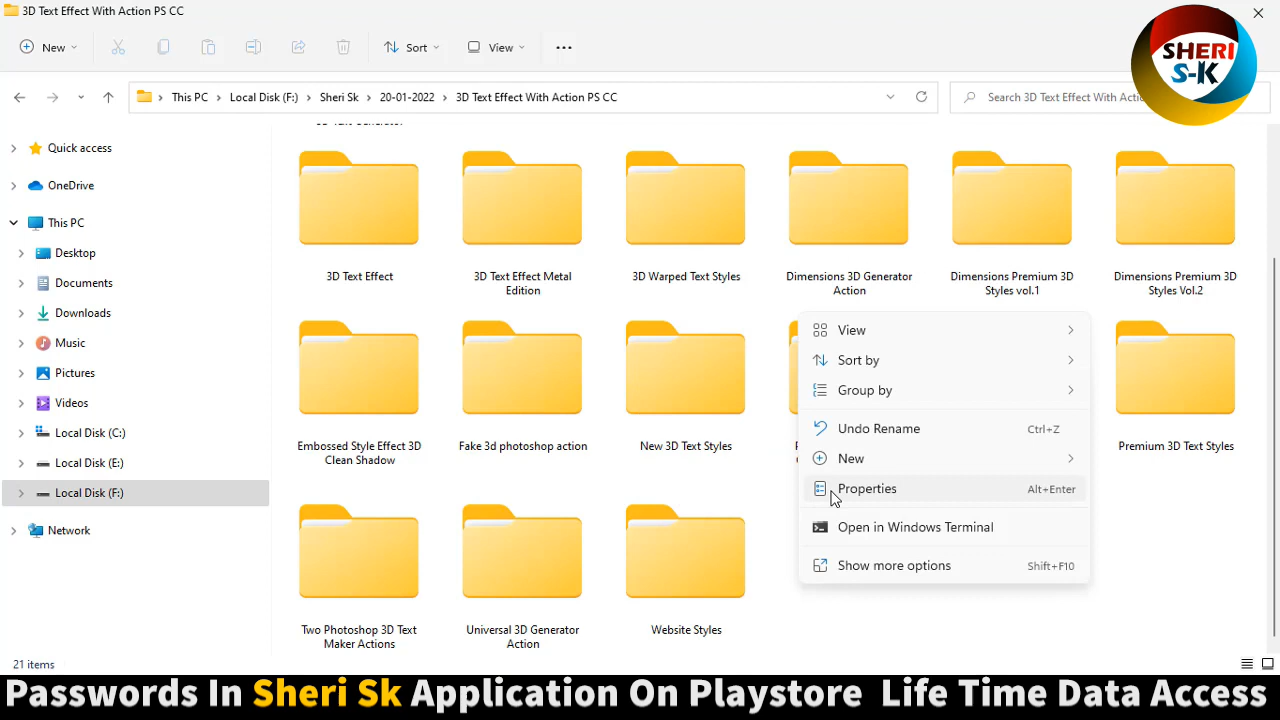 3D Text Effect With Action PS CC
New
Sort
View
SHERI
S-K
This PC
Local Disk (F:)
Sheri Sk
20-01-2022
3D Text Effect With Action PS CC
Search 3D Text Effect With
Quick access
OneDrive
This PC
Desktop
Documents
Downloads
Music
Pictures
Videos
Local Disk (C:)
Local Disk (E:)
Local Disk (F:)
Network
3D Text Effect
3D Text Effect Metal
Edition
3D Warped Text Styles
Dimensions 3D Generator
Action
Dimensions Premium 3D
Styles vol.1
Dimensions Premium 3D
Styles Vol.2
Embossed Style Effect 3D
Clean Shadow
Fake 3d photoshop action
New 3D Text Styles
Premium 3D Text Styles
Two Photoshop 3D Text
Maker Actions
Universal 3D Generator
Action
Website Styles
View
Sort by
Group by
Undo Rename Ctrl+Z
New
Properties Alt+Enter
Open in Windows Terminal
Show more options Shift+F10
21 items
Passwords In Sheri Sk Application On Playstore Life Time Data Access